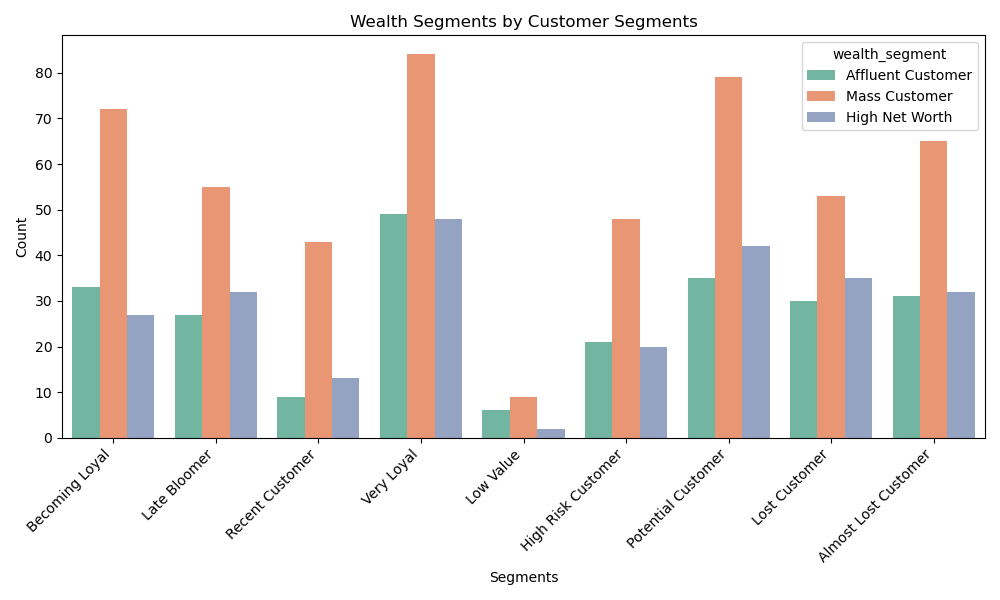 Wealth Segments by Customer Segments
wealth_segment
Affluent Customer
Mass Customer
High Net Worth
Count
80
70
60
50
40
30
20
10
0
Becoming Loyal
Late Bloomer
Recent Customer
Very Loyal
Low Value
High Risk Customer
Potential Customer
Lost Customer
Almost Lost Customer
Segments